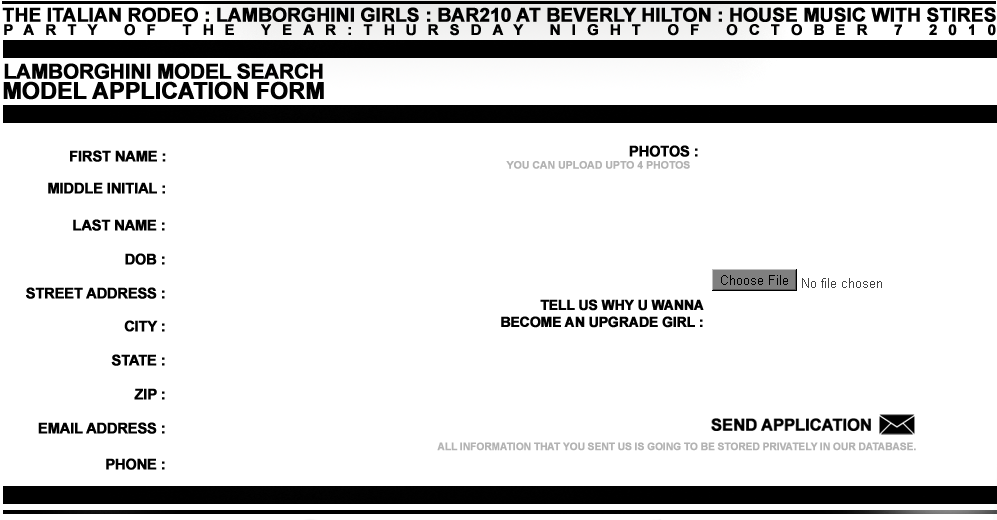 THE ITALIAN RODEO : LAMBORGHINI GIRLS : BAR210 AT BEVERLY HILTON : HOUSE MUSIC WITH STIRES
PARTY OF THE YEAR:THURSDAY NIGHT OF OCTOBER 7 2010
LAMBORGHINI MODEL SEARCH
MODEL APPLICATION FORM
FIRST NAME :
MIDDLE INITIAL :
LAST NAME :
DOB :
STREET ADDRESS :
CITY :
STATE :
ZIP :
EMAIL ADDRESS :
PHONE :
PHOTOS :
YOU CAN UPLOAD UPTO 4 PHOTOS
Choose File No file chosen
TELL US WHY U WANNA
BECOME AN UPGRADE GIRL :
SEND APPLICATION
ALL INFORMATION THAT YOU SENT US IS GOING TO BE STORED PRIVATELY IN OUR DATABASE.